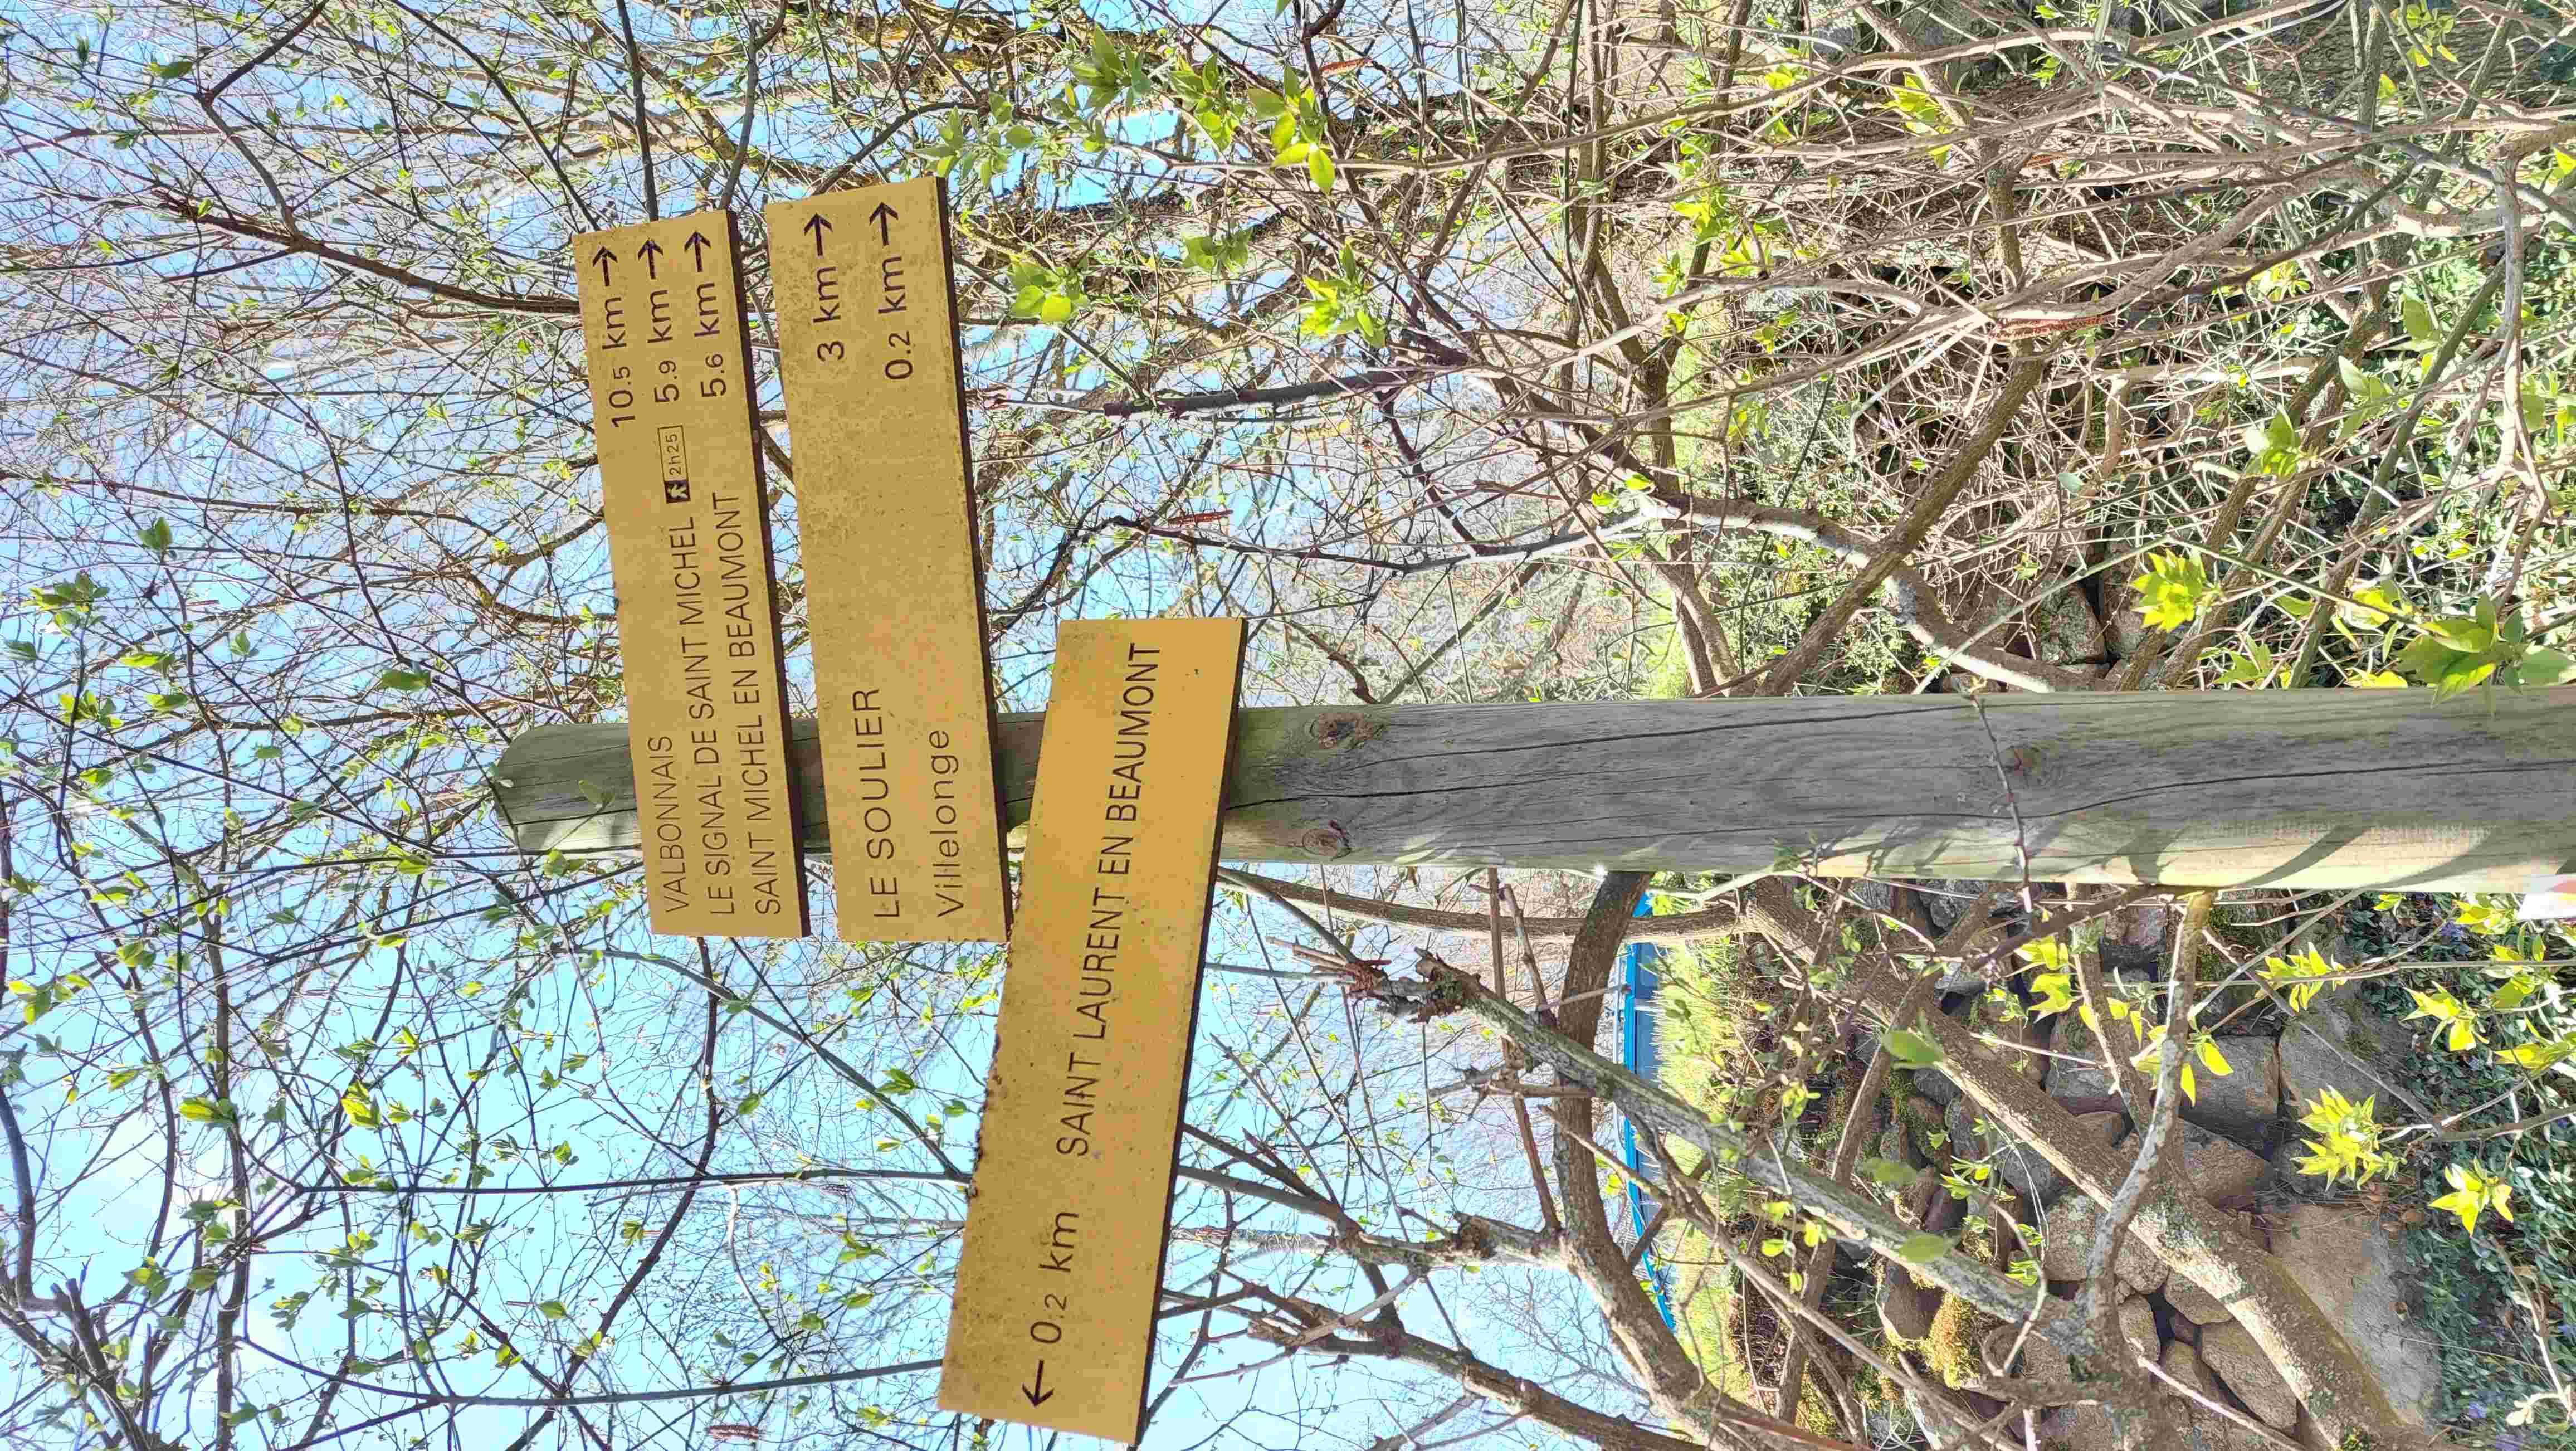 VALBONNAIS 10.5 km →
LE SIGNAL DE SAINT MICHEL 2h25 5.9 km →
SAINT MICHEL EN BEAUMONT 5.6 km →
LE SOULIER 3 km →
Villelonge 0.2 km →
← 0.2 km SAINT LAURENT EN BEAUMONT